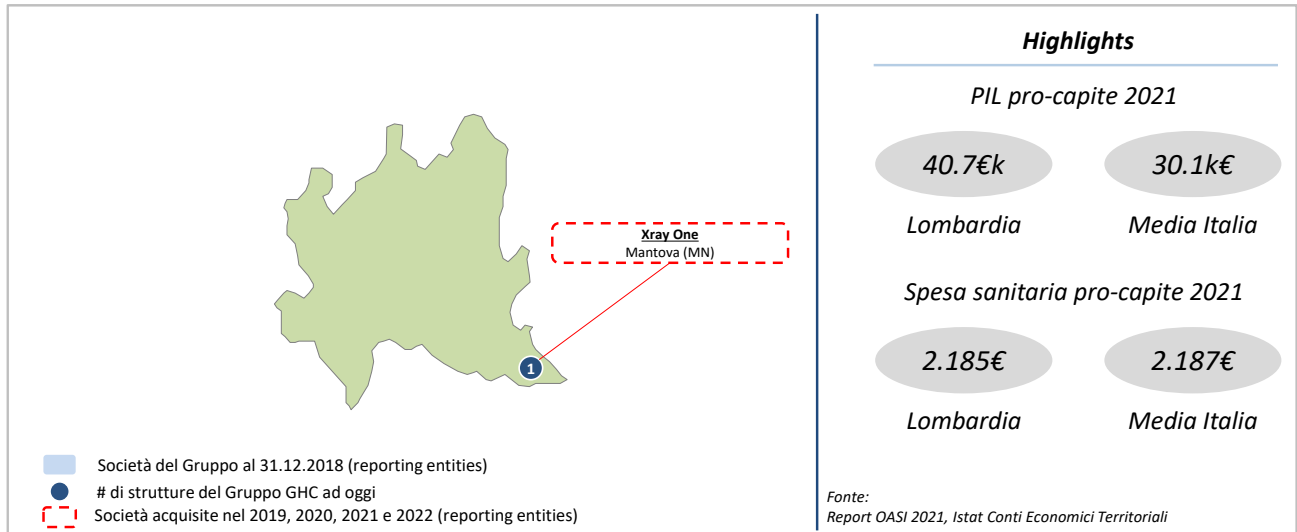 Xray One
Mantova (MN)
1
Società del Gruppo al 31.12.2018 (reporting entities)
# di strutture del Gruppo GHC ad oggi
Società acquisite nel 2019, 2020, 2021 e 2022 (reporting entities)
Highlights
PIL pro-capite 2021
40.7€k 30.1k€
Lombardia Media Italia
Spesa sanitaria pro-capite 2021
2.185€ 2.187€
Lombardia Media Italia
Fonte:
Report OASI 2021, Istat Conti Economici Territoriali